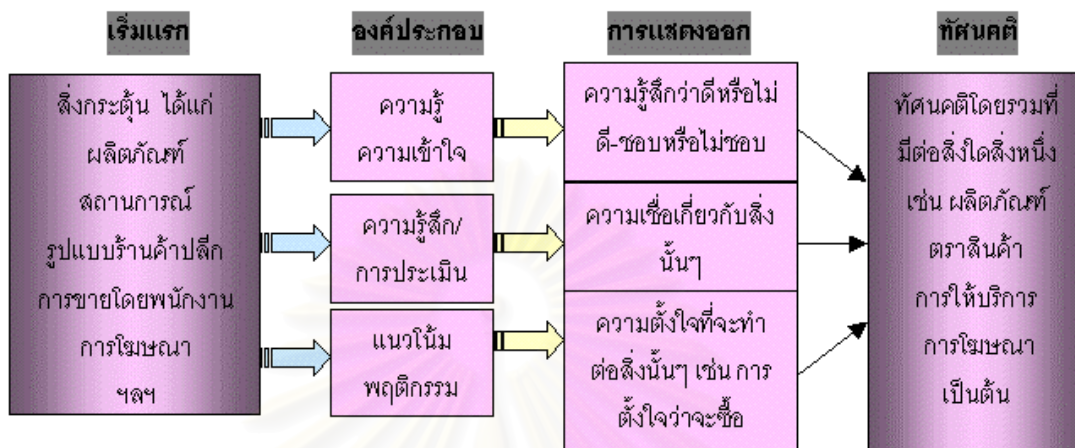 เริ่มแรก
องค์ประกอบ
การแสดงออก
ทัศนคติ
สิ่งกระตุ้น ได้แก่
ผลิตภัณฑ์
สถานการณ์
รูปแบบร้านค้าปลีก
การขายโดยพนักงาน
การโฆษณา
ฯลฯ
ความรู้
ความเข้าใจ
ความรู้สึก/
การประเมิน
แนวโน้ม
พฤติกรรม
ความรู้สึกว่าดีหรือไม่
ดี-ชอบหรือไม่ชอบ
ความเชื่อเกี่ยวกับสิ่ง
นั้นๆ
ความตั้งใจที่จะทำ
ต่อสิ่งนั้นๆ เช่น การ
ตั้งใจว่าจะซื้อ
ทัศนคติโดยรวมที่
มีต่อสิ่งใดสิ่งหนึ่ง
เช่น ผลิตภัณฑ์
ตราสินค้า
การให้บริการ
การโฆษณา
เป็นต้น